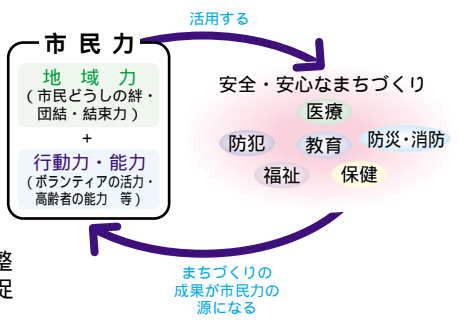 活用する
市民力
地域力
(市民どうしの絆・
団結・結束力)
+
行動力・能力
(ボランティアの活力・
高齢者の能力 等)
安全・安心なまちづくり
医療
防犯
教育
防災・消防
福祉
保健
まちづくりの
成果が市民力の
源になる
整
足